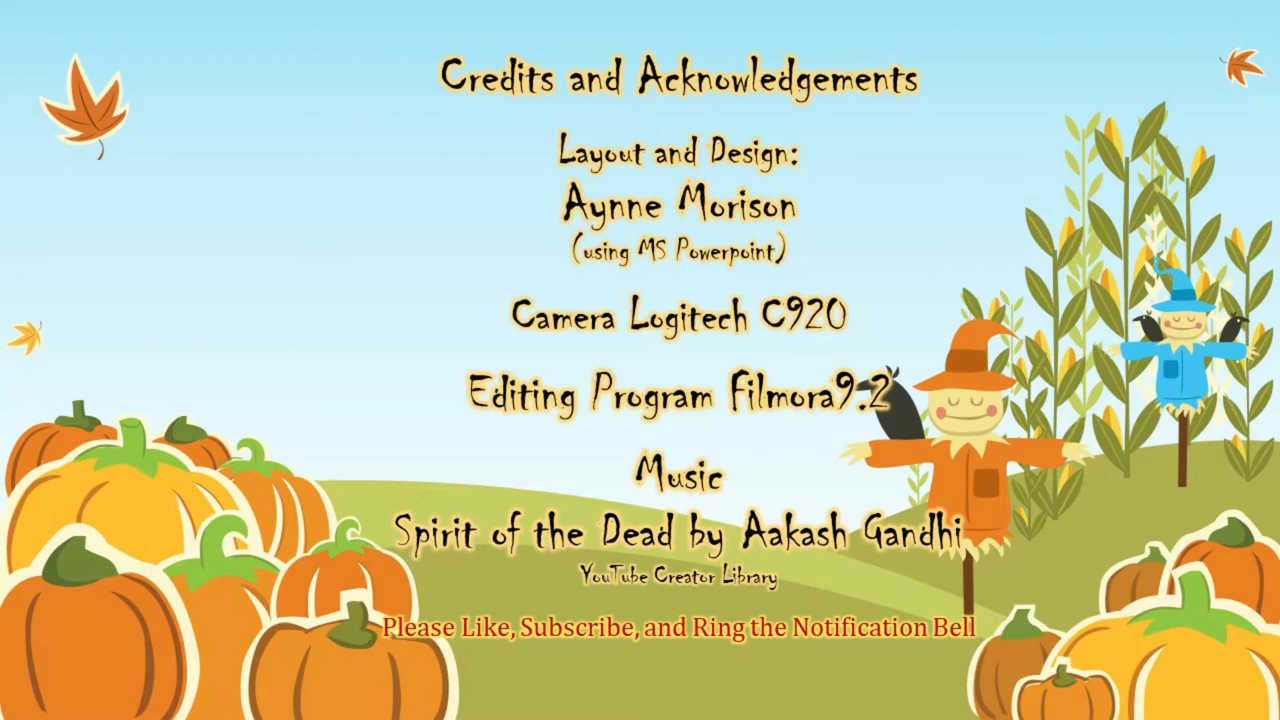 Credits and Acknowledgements
Layout and Design:
Aynne Morison
(using MS Powerpoint)
Camera Logitech C920
Editing Program Filmora9.2
Music
Spirit of the Dead by Aakash Gandhi
YouTube Creator Library
Please Like, Subscribe, and Ring the Notification Bell